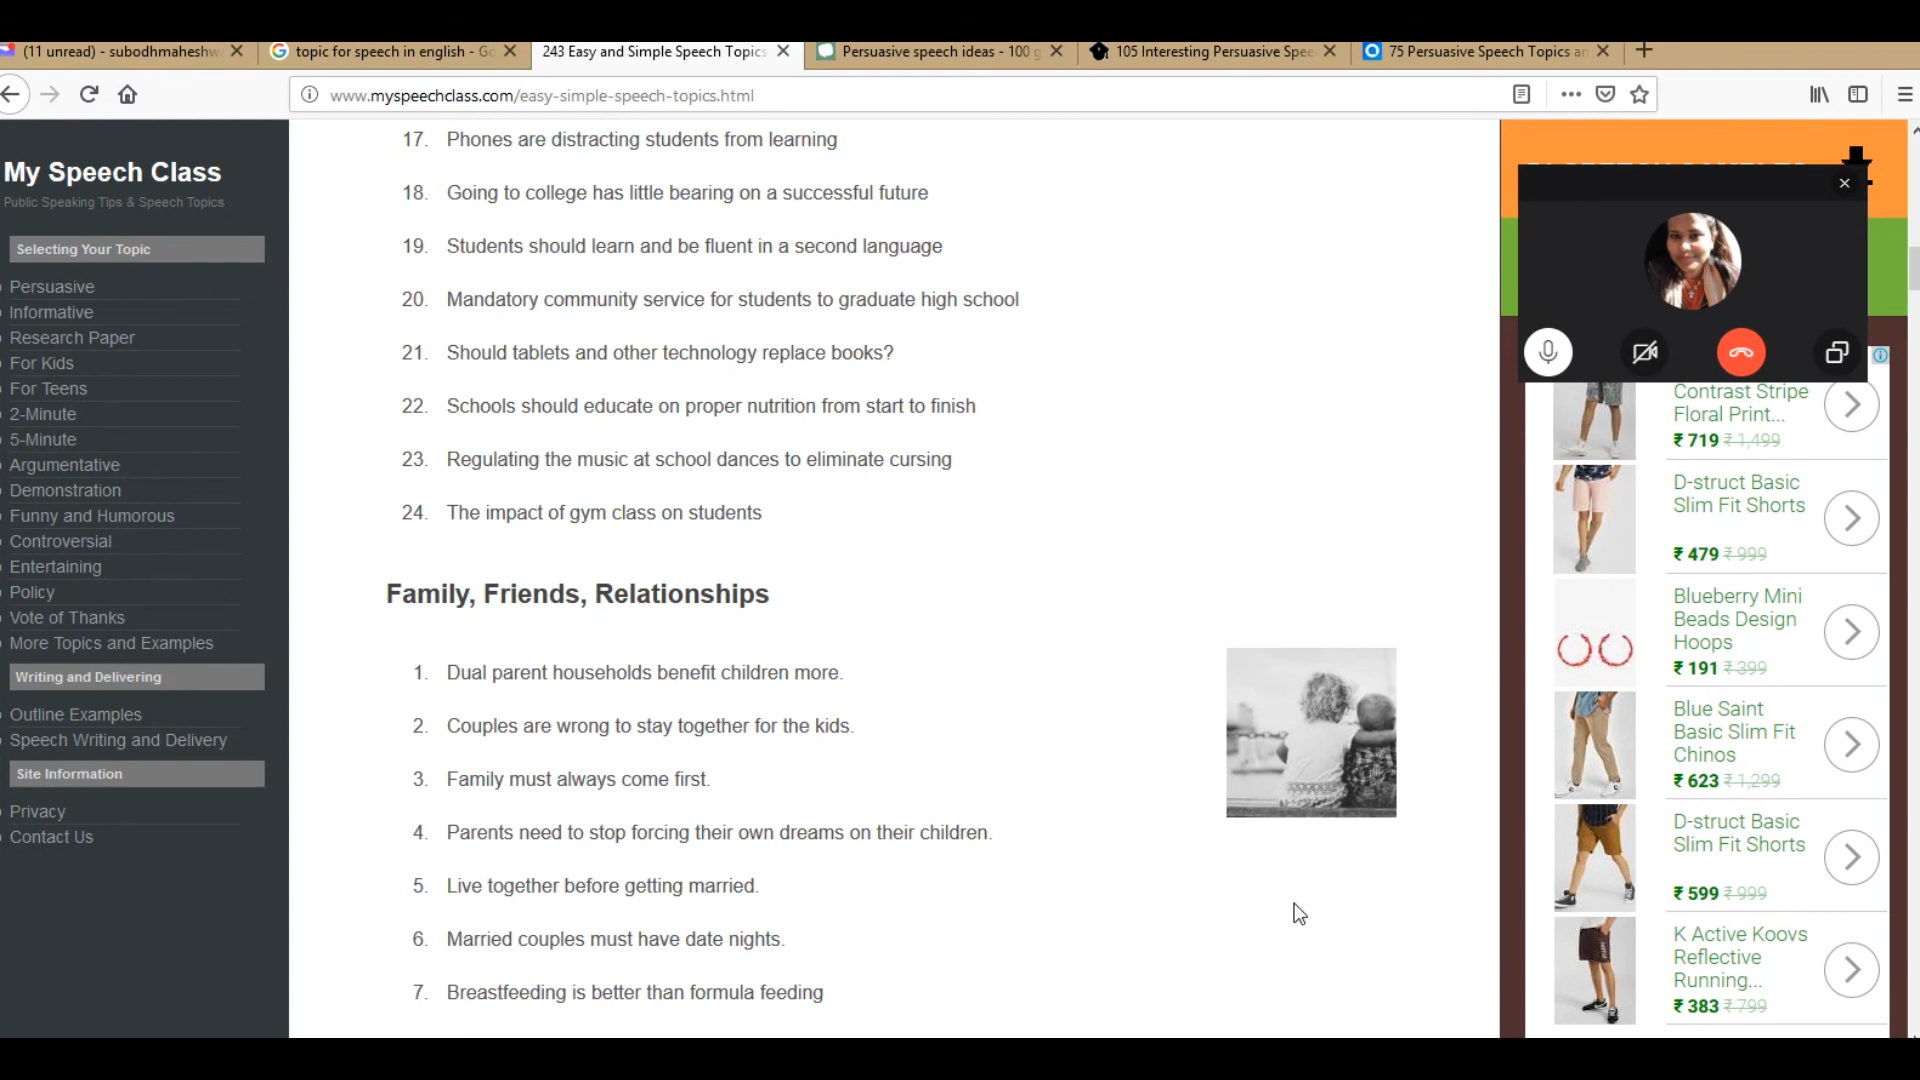 (11 unread) - subodhmaheshw
topic for speech in english - Go
243 Easy and Simple Speech Topics
Persuasive speech ideas - 100 g
105 Interesting Persuasive Spee
75 Persuasive Speech Topics an
www.myspeechclass.com/easy-simple-speech-topics.html
My Speech Class
Public Speaking Tips & Speech Topics
Selecting Your Topic
Persuasive
Informative
Research Paper
For Kids
For Teens
2-Minute
5-Minute
Argumentative
Demonstration
Funny and Humorous
Controversial
Entertaining
Policy
Vote of Thanks
More Topics and Examples
Writing and Delivering
Outline Examples
Speech Writing and Delivery
Site Information
Privacy
Contact Us
17. Phones are distracting students from learning
18. Going to college has little bearing on a successful future
19. Students should learn and be fluent in a second language
20. Mandatory community service for students to graduate high school
21. Should tablets and other technology replace books?
22. Schools should educate on proper nutrition from start to finish
23. Regulating the music at school dances to eliminate cursing
24. The impact of gym class on students
Family, Friends, Relationships
1. Dual parent households benefit children more.
2. Couples are wrong to stay together for the kids.
3. Family must always come first.
4. Parents need to stop forcing their own dreams on their children.
5. Live together before getting married.
6. Married couples must have date nights.
7. Breastfeeding is better than formula feeding
Contrast Stripe
Floral Print...
₹ 719 ₹ 1,499
D-struct Basic
Slim Fit Shorts
₹ 479 ₹ 999
Blueberry Mini
Beads Design
Hoops
₹ 191 ₹ 399
Blue Saint
Basic Slim Fit
Chinos
₹ 623 ₹ 1,299
D-struct Basic
Slim Fit Shorts
₹ 599 ₹ 999
K Active Koovs
Reflective
Running...
₹ 383 ₹ 799